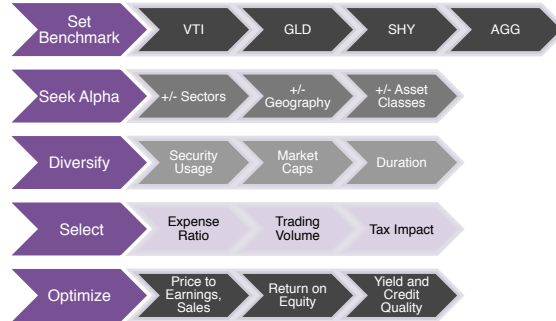 Set
Benchmark
VTI
GLD
SHY
AGG
Seek Alpha
+/- Sectors
+/-
Geography
+/- Asset
Classes
Diversify
Security
Usage
Market
Caps
Duration
Select
Expense
Ratio
Trading
Volume
Tax Impact
Optimize
Price to
Earnings,
Sales
Return on
Equity
Yield and
Credit
Quality